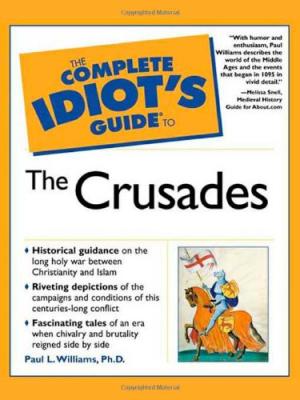 THE
COMPLETE
IDIOT'S
GUIDE® TO
"With humor and
enthusiasm, Paul
Williams describes
the world of the
Middle Ages and
the events that
began in 1095 in
vivid detail."
—Melissa Snell,
Medieval History
Guide for About.com
The Crusades
♦ Historical guidance on the
long holy war between
Christianity and Islam
♦ Riveting depictions of the
campaigns and conditions of this
centuries-long conflict
♦ Fascinating tales of an era
when chivalry and brutality
reigned side by side
Paul L. Williams, Ph.D.